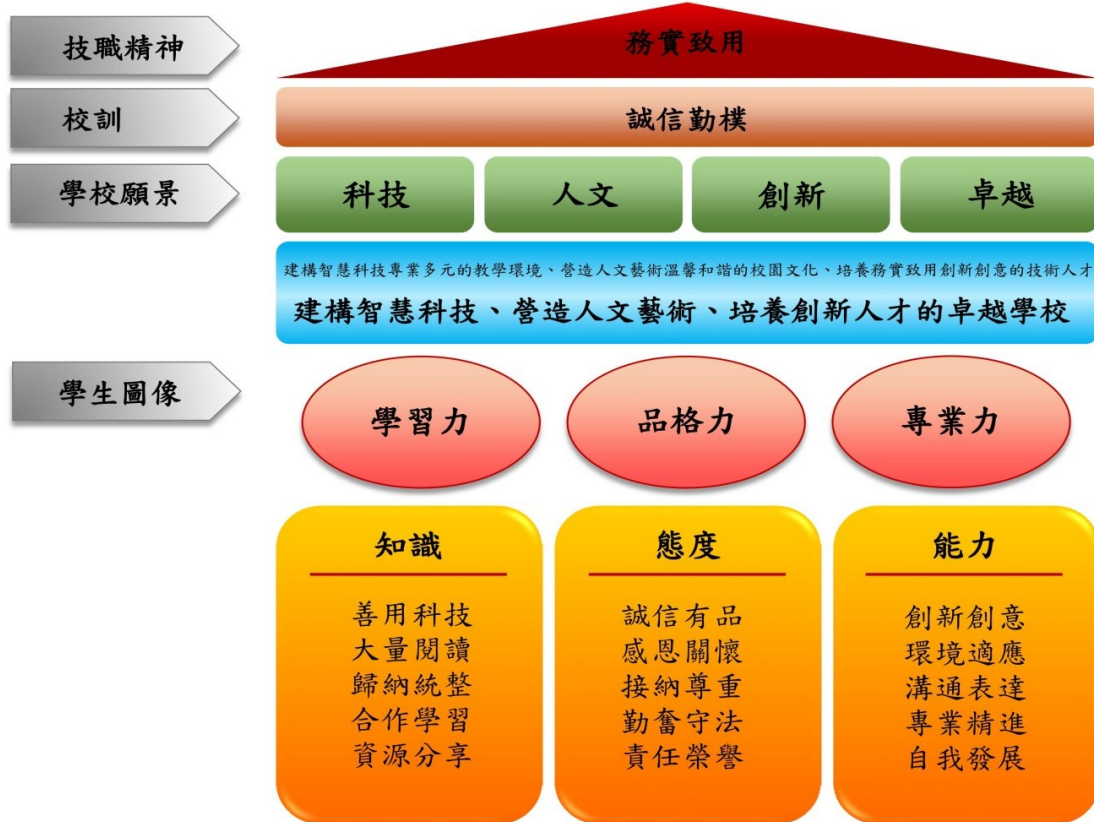 技職精神
務實致用
校訓
誠信勤樸
學校願景
科技
人文
創新
卓越
建構智慧科技專業多元的教學環境、營造人文藝術溫馨和諧的校園文化、培養務實致用創新創意的技術人才
建構智慧科技、營造人文藝術、培養創新人才的卓越學校
學生圖像
學習力
品格力
專業力
知識
善用科技
大量閱讀
歸納統整
合作學習
資源分享
態度
誠信有品
感恩關懷
接納尊重
勤奮守法
責任榮譽
能力
創新創意
環境適應
溝通表達
專業精進
自我發展